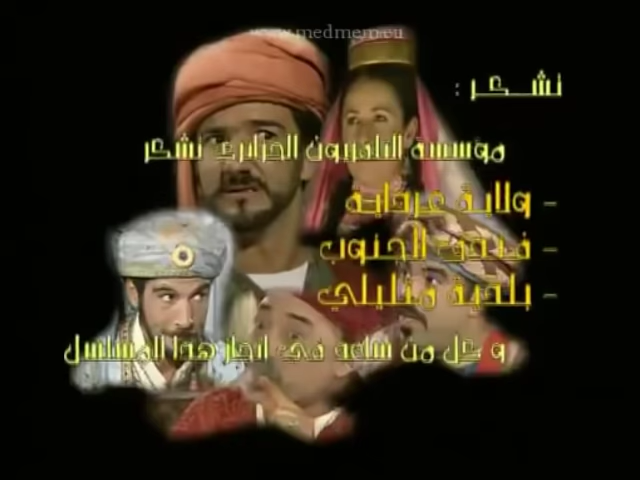 www.medmem.eu
نشكر :
مؤسسة التلفزيون الجزائري تشكر
- ولاية غرداية
- فندق الجنوب
- بلدية متليلي
و كل من ساعد في انجاز هذا المسلسل